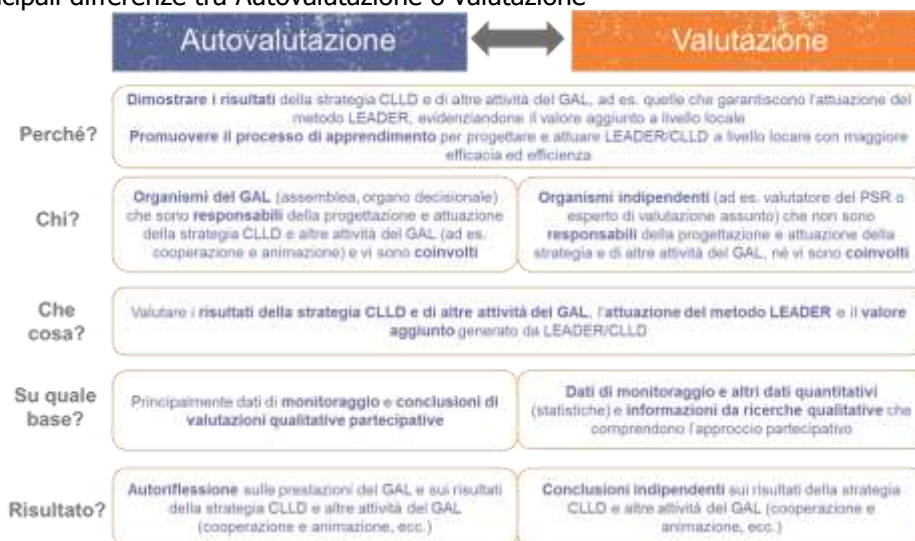 ncipali differenze tra Autovalutazione o Valutazione
Autovalutazione
Valutazione
Perché?
Dimostrare i risultati della strategia CLLD e di altre attività del GAL, ad es. quelle che garantiscono l'attuazione del
metodo LEADER, evidenziandone il valore aggiunto a livello locale
Promuovere il processo di apprendimento per progettare e attuare LEADER/CLLD a livello locare con maggiore
efficacia ed efficienza
Chi?
Organismi del GAL (assemblea, organo decisionale)
che sono responsabili della progettazione e attuazione
della strategia CLLD e altre attività del GAL (ad es.
cooperazione e animazione) e vi sono coinvolti
Organismi indipendenti (ad es. valutatore del PSR o
esperto di valutazione assunto) che non sono
responsabili della progettazione e attuazione della
strategia e di altre attività del GAL, né vi sono coinvolti
Che
cosa?
Valutare i risultati della strategia CLLD e di altre attività del GAL, l'attuazione del metodo LEADER e il valore
aggiunto generato da LEADER/CLLD
Su quale
base?
Principalmente dati di monitoraggio e conclusioni di
valutazioni qualitative partecipative
Dati di monitoraggio e altri dati quantitativi
(statistiche) e informazioni da ricerche qualitative che
comprendono l'approccio partecipativo
Risultato?
Autoriflessione sulle prestazioni del GAL e sui risultati
della strategia CLLD e altre attività del GAL
(cooperazione e animazione, ecc.)
Conclusioni indipendenti sui risultati della strategia
CLLD e altre attività del GAL (cooperazione e
animazione, ecc.)